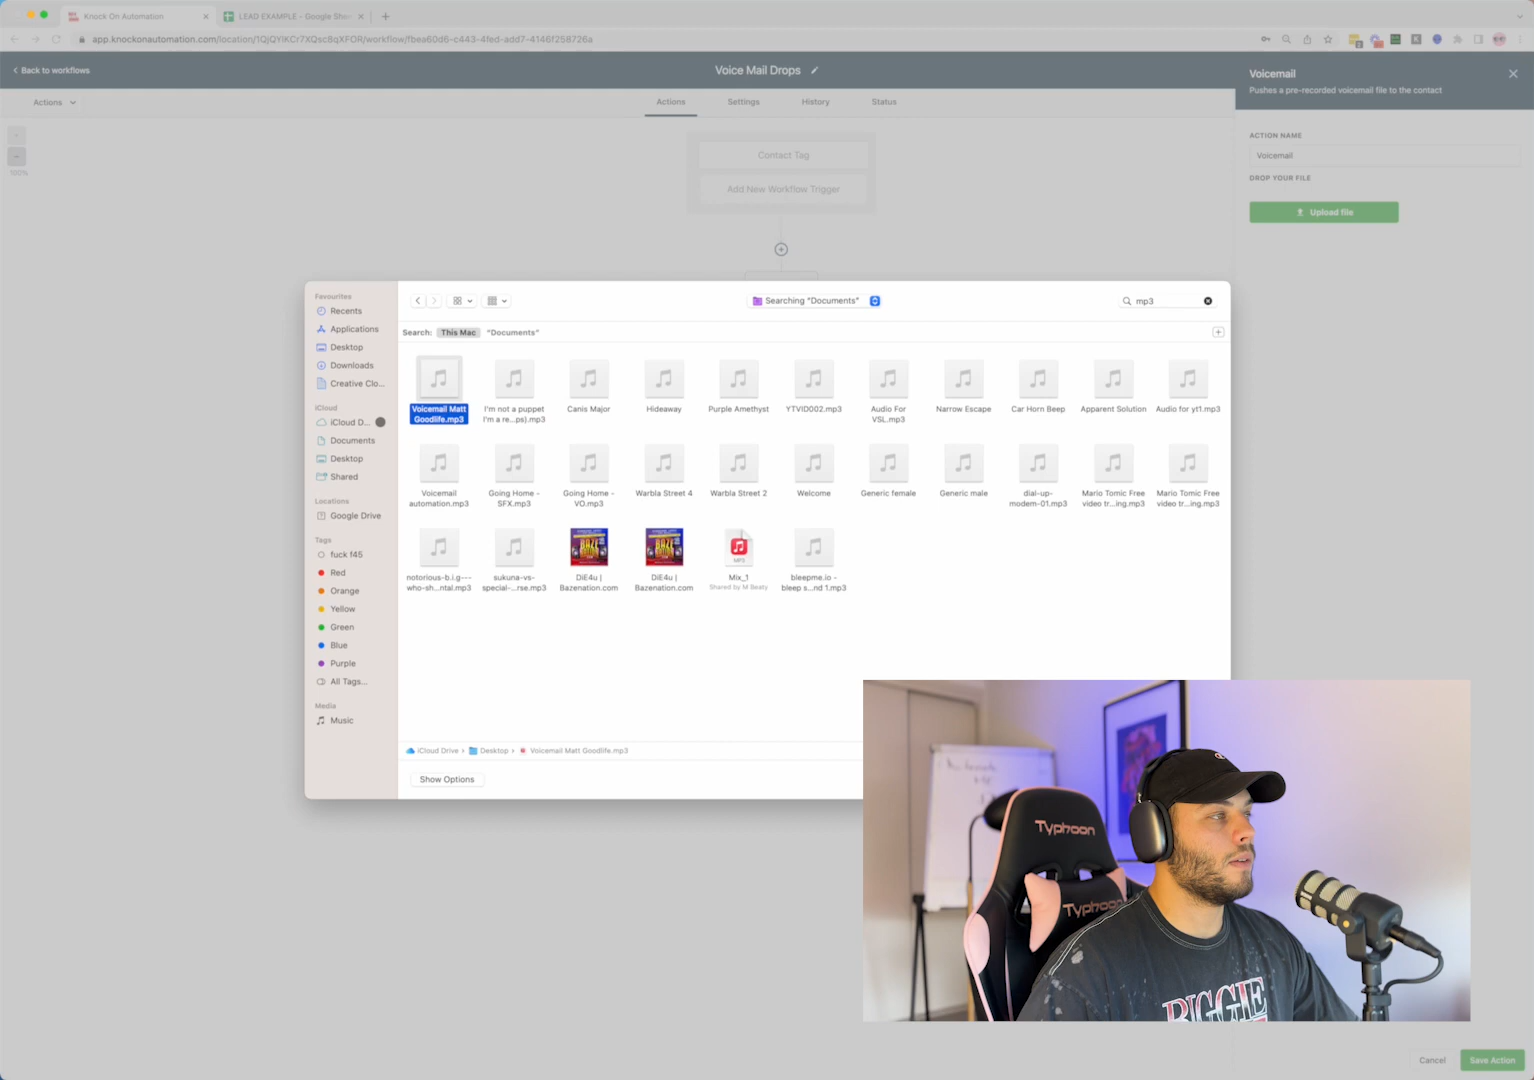 Knock On Automation
LEAD EXAMPLE - Google She
app.knockonautomation.com/location/1QjQYlKCr7XQsc8qXFOR/workflow/fbea60d6-c443-4fed-add7-4146f258726a
Back to workflows
Voice Mail Drops
Voicemail
Pushes a pre-recorded voicemail file to the contact
Actions
Actions
Settings
History
Status
100%
Contact Tag
Add New Workflow Trigger
ACTION NAME
Voicemail
DROP YOUR FILE
Upload file
Favourites
Recents
Applications
Desktop
Downloads
Creative Clo...
iCloud
iCloud D...
Documents
Desktop
Shared
Locations
Google Drive
Tags
fuck f45
Red
Orange
Yellow
Green
Blue
Purple
All Tags...
Media
Music
Searching "Documents"
mp3
Search: This Mac "Documents"
Voicemail Matt
Goodlife.mp3
I'm not a puppet
I'm a re...ps).mp3
Canis Major
Hideaway
Purple Amethyst
YTVID002.mp3
Audio For
VSL.mp3
Narrow Escape
Car Horn Beep
Apparent Solution
Audio for yt1.mp3
Voicemail
automation.mp3
Going Home -
SFX.mp3
Going Home -
VO.mp3
Warbla Street 4
Warbla Street 2
Welcome
Generic female
Generic male
dial-up-
modem-01.mp3
Mario Tomic Free
video tr...ing.mp3
Mario Tomic Free
video tr...ing.mp3
notorious-b.i.g---
who-sh...ntai.mp3
sukuna-vs-
special-...rse.mp3
DiE4u |
Bazenation.com
DiE4u |
Bazenation.com
MP3
Mix_1
Shared by M Beaty
bleepme.io -
bleep s...nd 1.mp3
iCloud Drive › Desktop › Voicemail Matt Goodlife.mp3
Show Options
Typhoon
Typhoon
BIGGIE
Cancel
Save Action